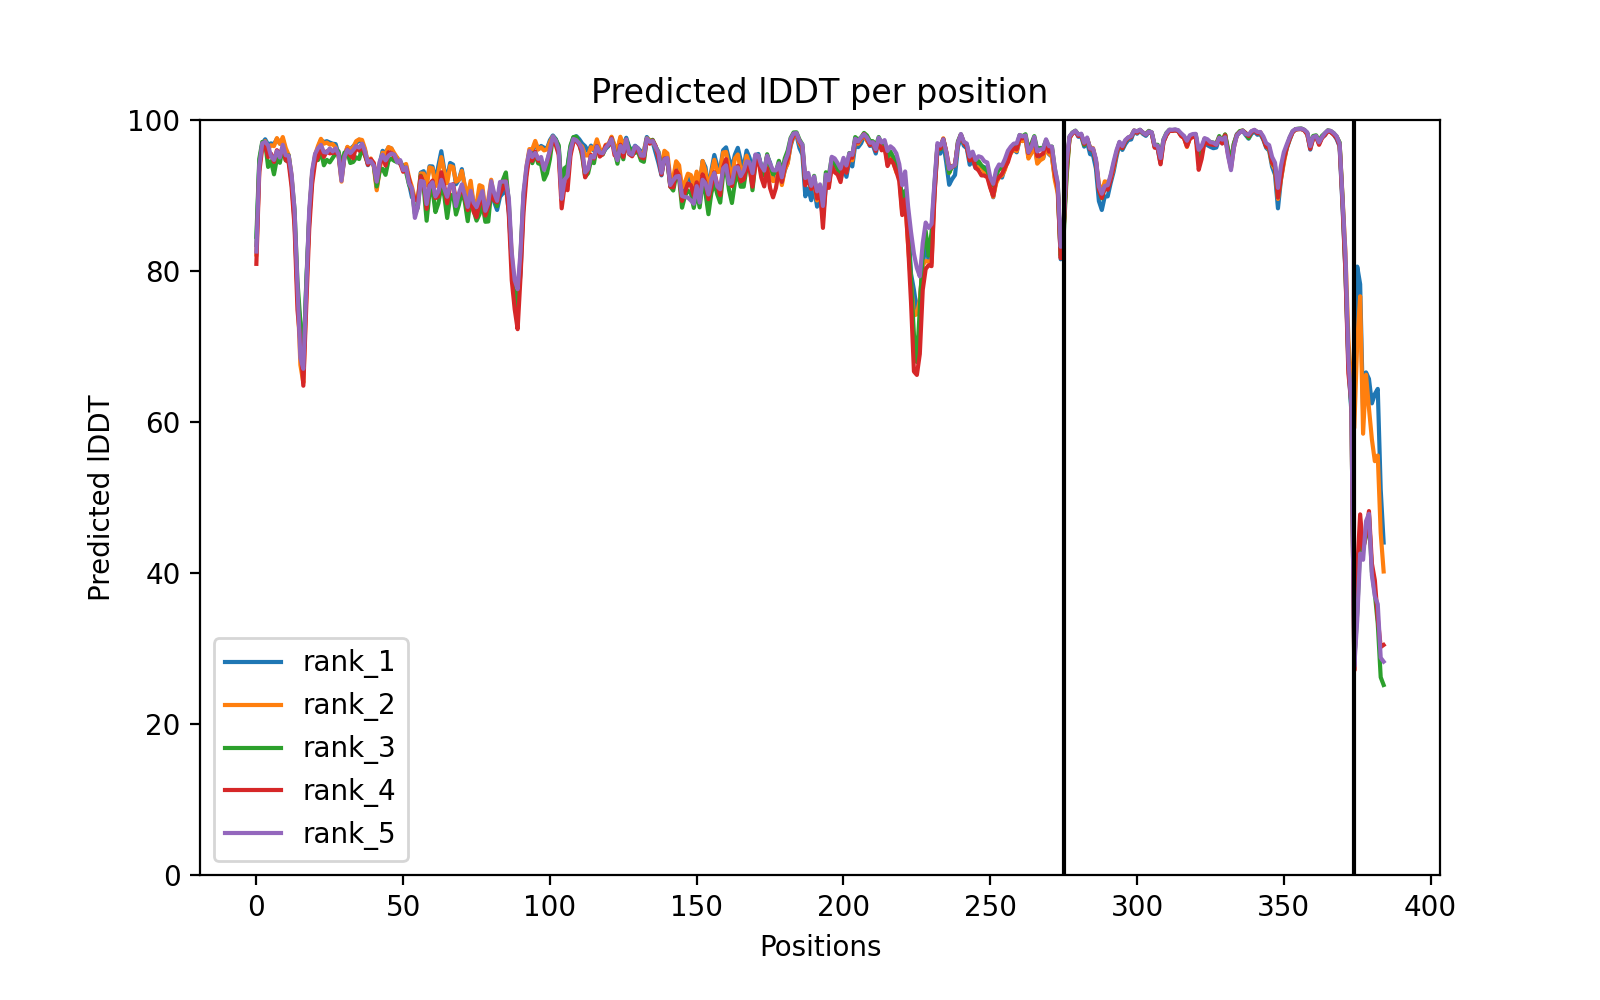 Predicted lDDT per position
100
80
60
40
20
0
Predicted lDDT
rank_1
rank_2
rank_3
rank_4
rank_5
0 50 100 150 200 250 300 350 400
Positions